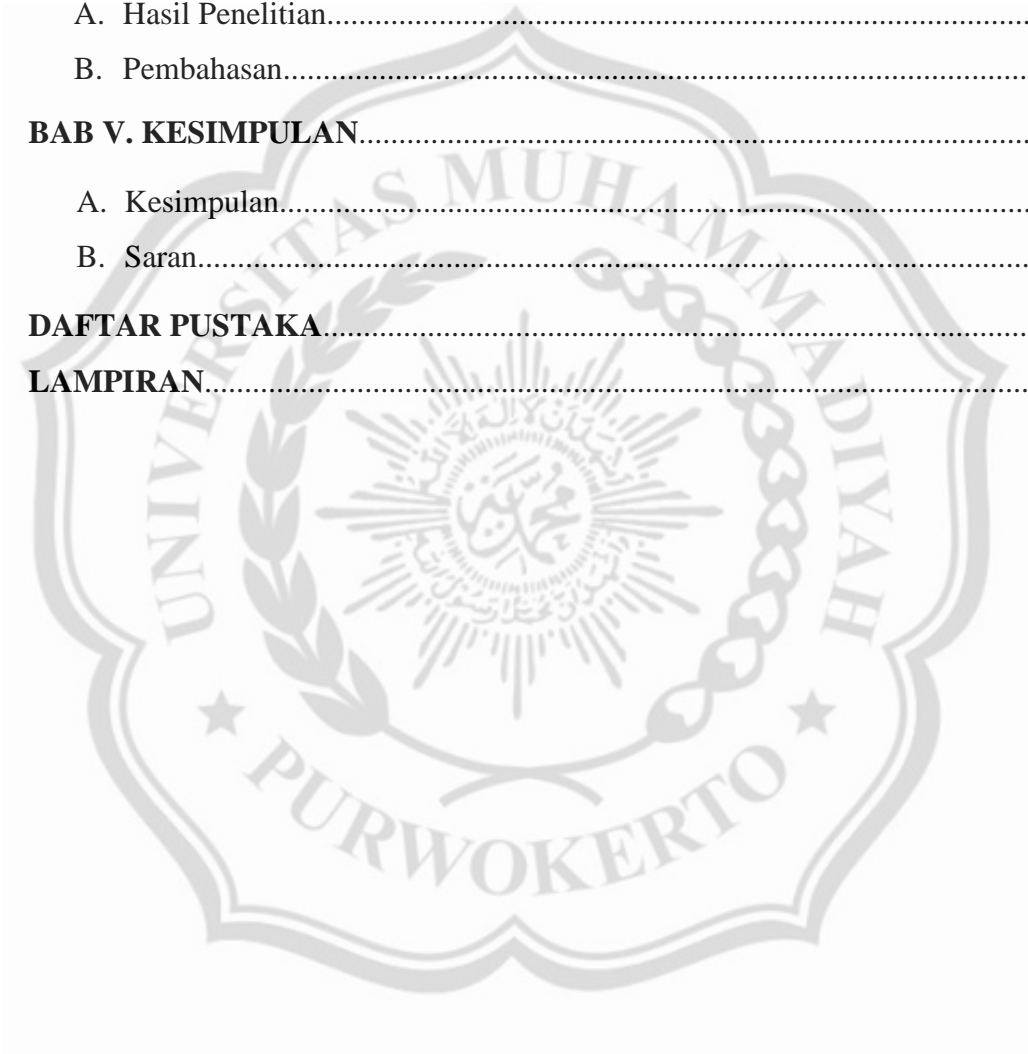 A. Hasil Penelitian..........................................................................................
B. Pembahasan................................................................................................
BAB V. KESIMPULAN....................................................................................
A. Kesimpulan................................................................................................
B. Saran..........................................................................................................
DAFTAR PUSTAKA.........................................................................................
LAMPIRAN........................................................................................................
UNIVERSITAS MUHAMMADIYAH
PURWOKERTO